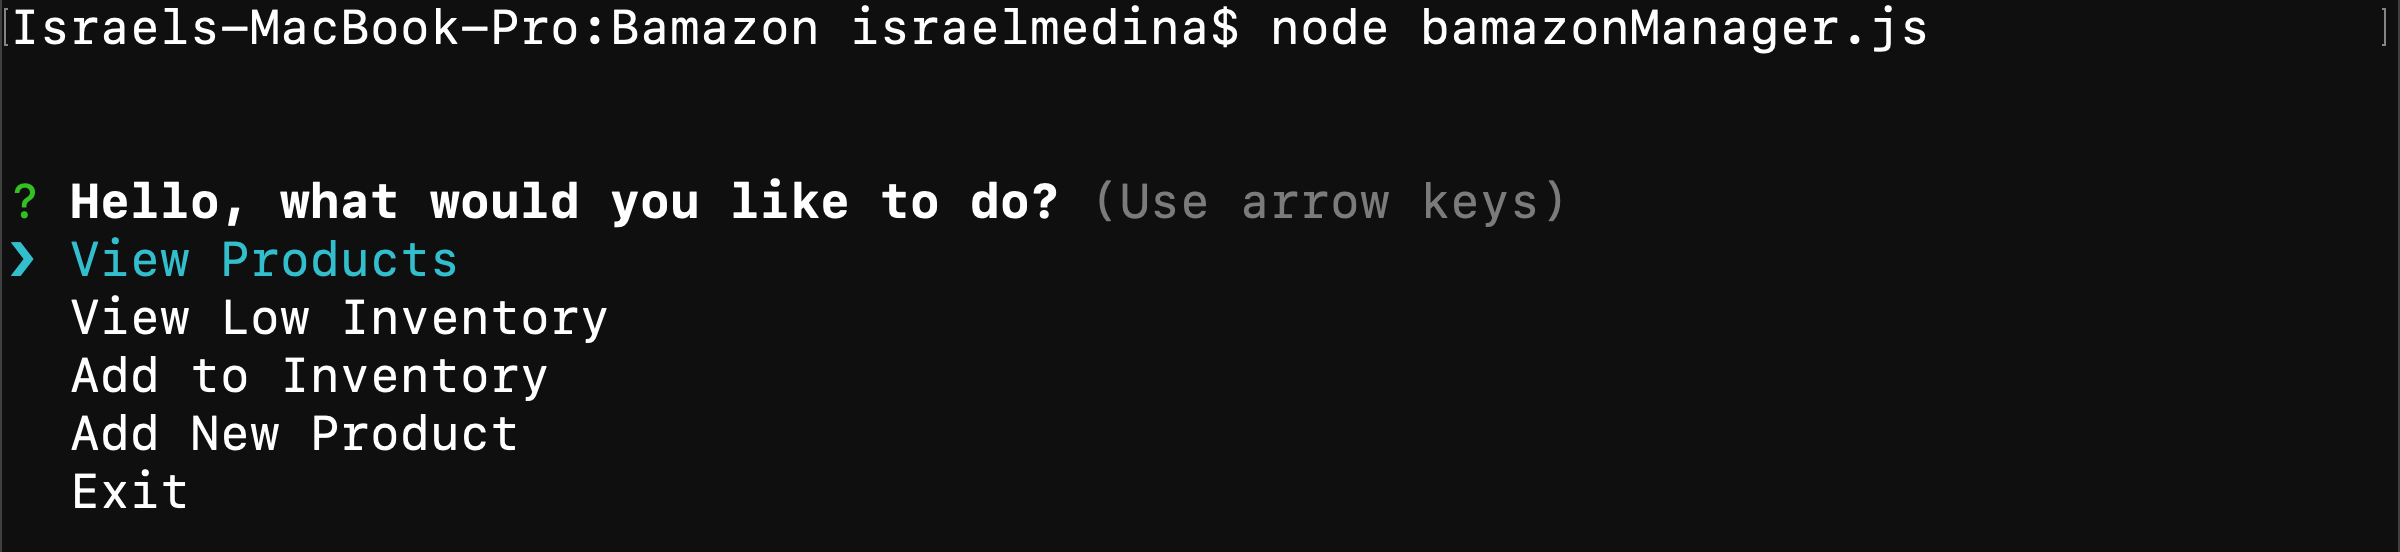 [Israels-MacBook-Pro:Bamazon israelmedina$ node bamazonManager.js ]
? Hello, what would you like to do? (Use arrow keys)
❯ View Products
View Low Inventory
Add to Inventory
Add New Product
Exit